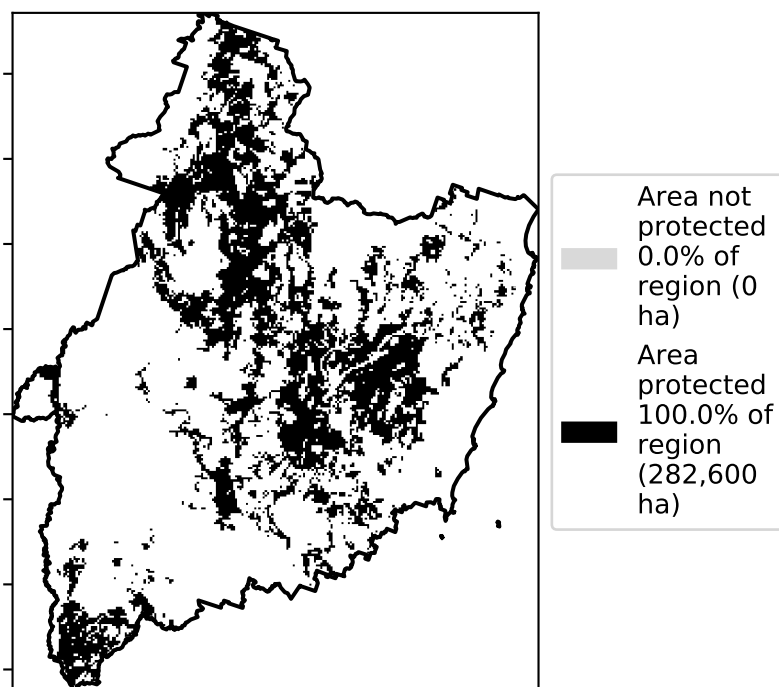 Area not
protected
0.0% of
region (0
ha)
Area
protected
100.0% of
region
(282,600
ha)